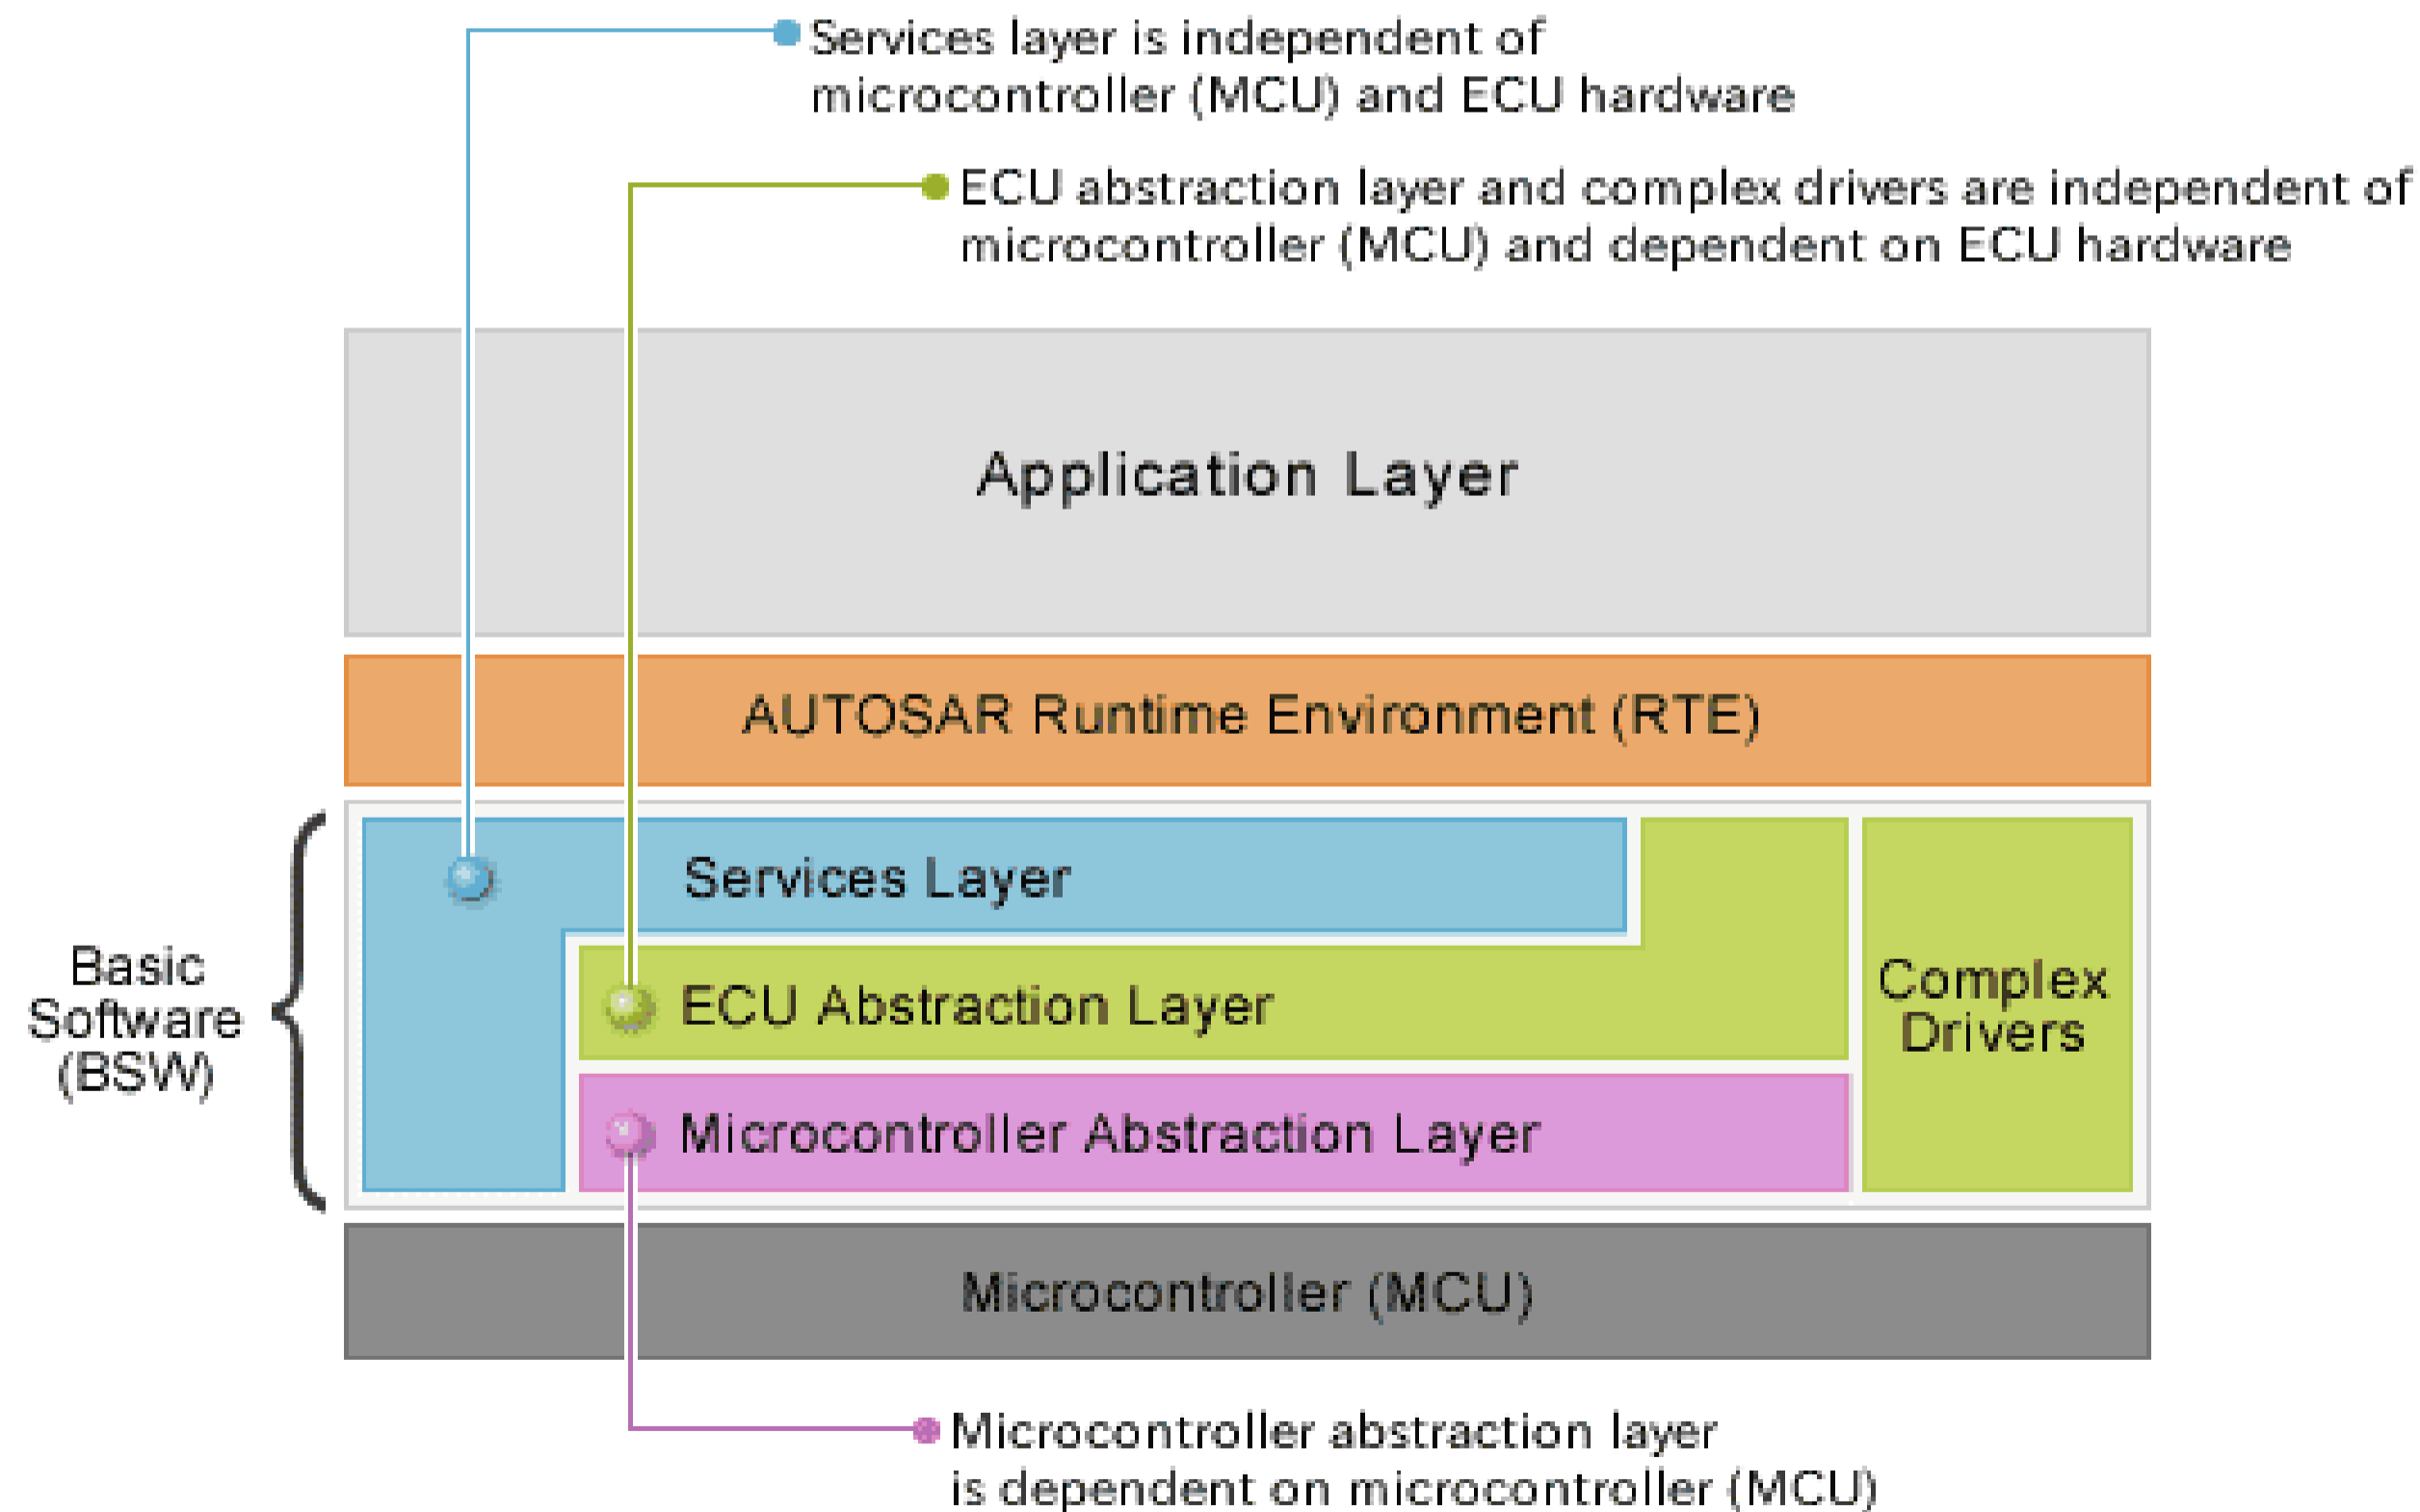 Services layer is independent of
microcontroller (MCU) and ECU hardware
ECU abstraction layer and complex drivers are independent of
microcontroller (MCU) and dependent on ECU hardware
Application Layer
AUTOSAR Runtime Environment (RTE)
Basic
Software
(BSW)
Services Layer
ECU Abstraction Layer
Microcontroller Abstraction Layer
Complex
Drivers
Microcontroller (MCU)
Microcontroller abstraction layer
is dependent on microcontroller (MCU)